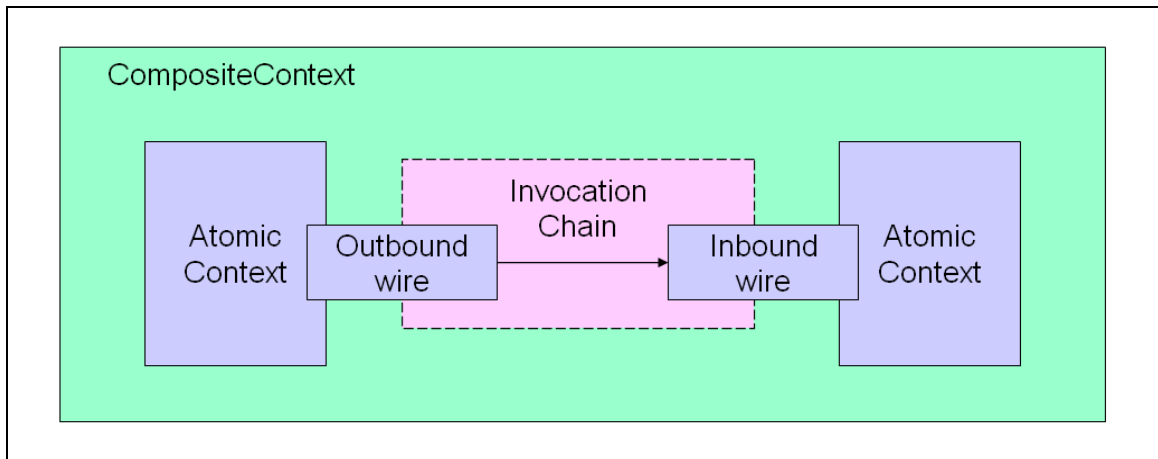 CompositeContext
Atomic
Context
Outbound
wire
Invocation
Chain
Inbound
wire
Atomic
Context